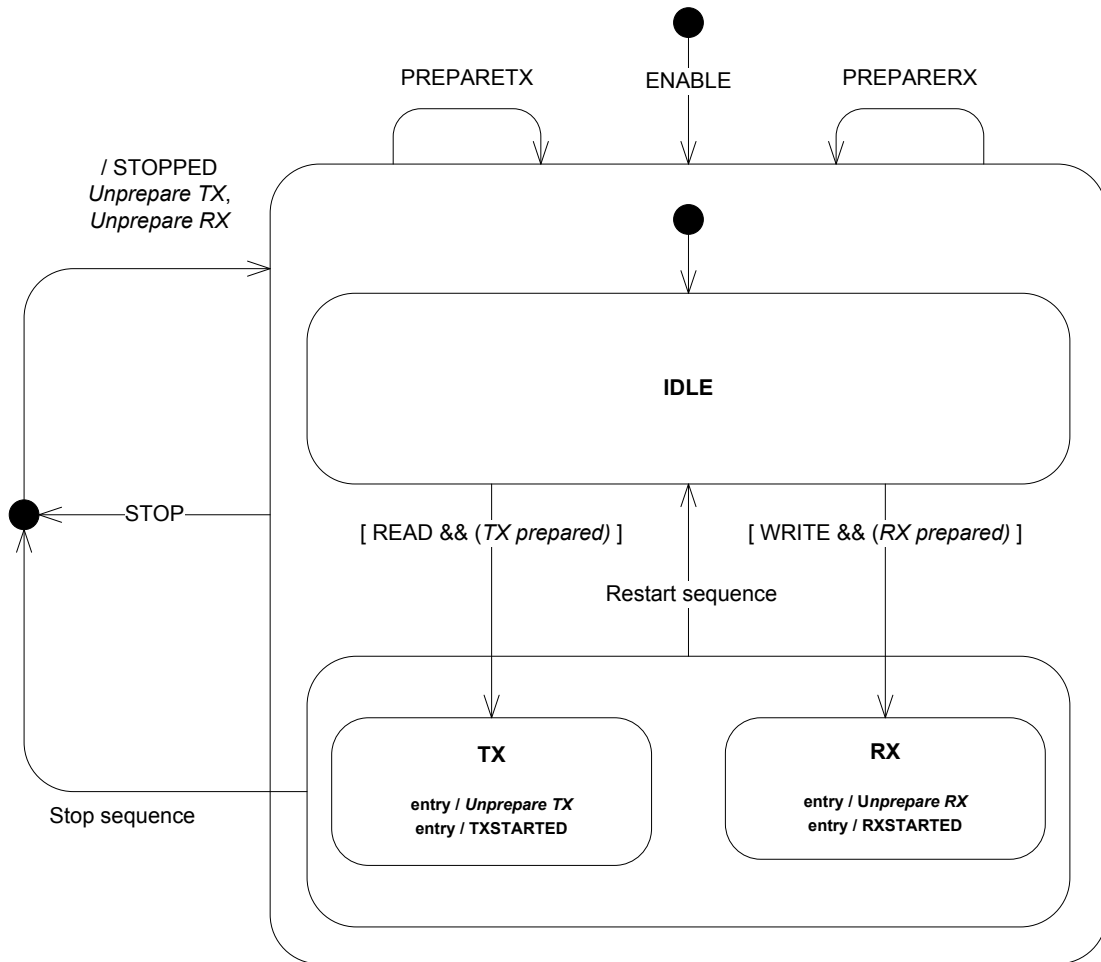 PREPARETX
ENABLE
PREPARERX
/ STOPPED
Unprepare TX,
Unprepare RX
IDLE
STOP
[ READ && (TX prepared) ]
[ WRITE && (RX prepared) ]
Restart sequence
TX
entry / Unprepare TX
entry / TXSTARTED
RX
entry / Unprepare RX
entry / RXSTARTED
Stop sequence